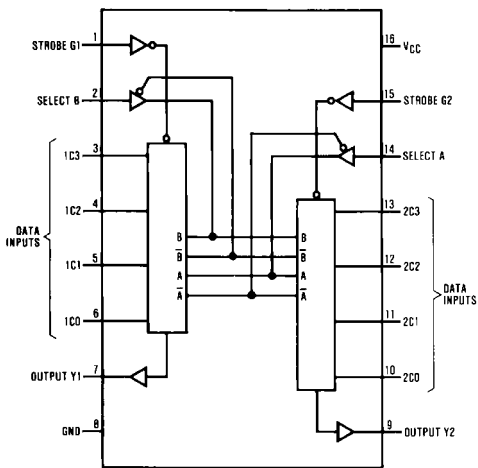 STROBE G1
1
SELECT B
2
1C3
3
1C2
4
1C1
5
1C0
6
DATA
INPUTS
OUTPUT Y1
7
GND
8
B
B̅
A
A̅
B
B̅
A
A̅
16
VCC
15
STROBE G2
14
SELECT A
13
2C3
12
2C2
11
2C1
10
2C0
DATA
INPUTS
9
OUTPUT Y2